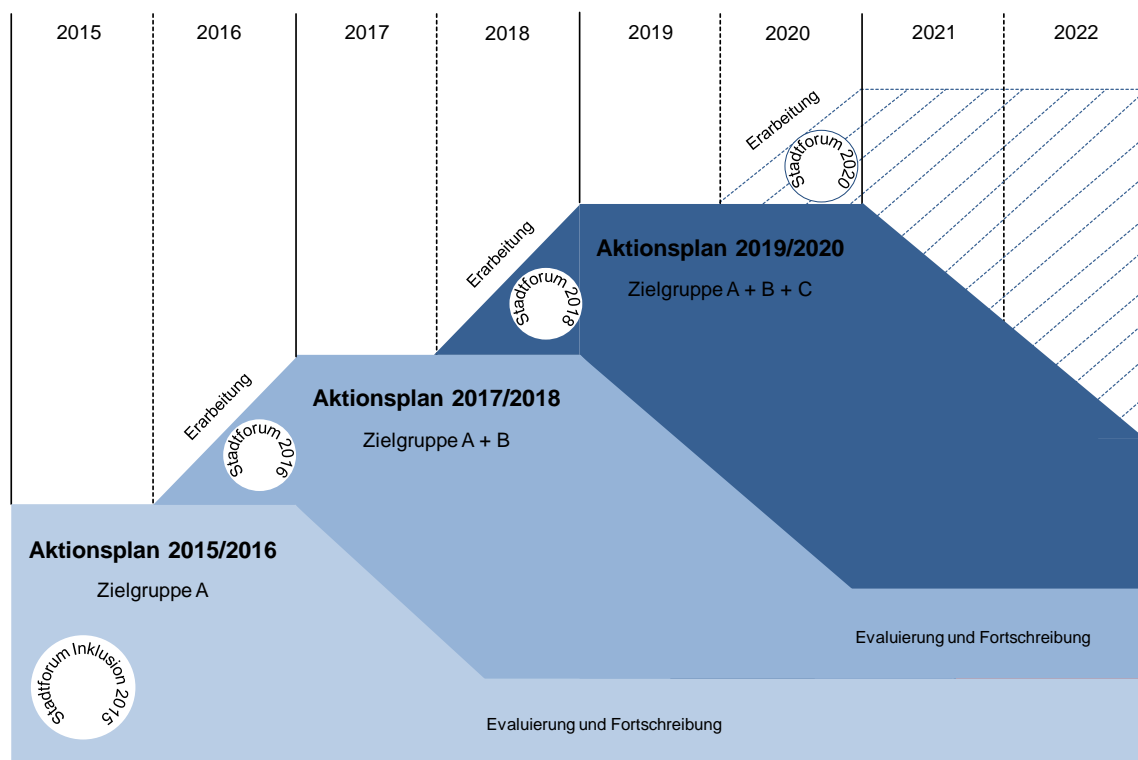 2015
2016
2017
2018
2019
2020
2021
2022
Erarbeitung
Stadtforum 2020
Erarbeitung
Stadtforum 2018
Aktionsplan 2019/2020
Zielgruppe A + B + C
Erarbeitung
Stadtforum 2016
Aktionsplan 2017/2018
Zielgruppe A + B
Aktionsplan 2015/2016
Zielgruppe A
Stadtforum Inklusion 2015
Evaluierung und Fortschreibung
Evaluierung und Fortschreibung